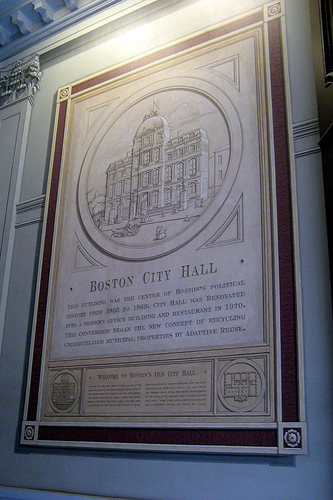 BOSTON CITY HALL
THIS BUILDING WAS THE CENTER OF BOSTON'S POLITICAL
HISTORY FROM 1865 TO 1969. CITY HALL WAS RENOVATED
INTO A MODERN OFFICE BUILDING AND RESTAURANT IN 1970.
THIS CONVERSION BEGAN THE NEW CONCEPT OF RECYCLING
UNDERUTILIZED MUNICIPAL PROPERTIES BY ADAPTIVE REUSE.
WELCOME TO BOSTON'S OLD CITY HALL